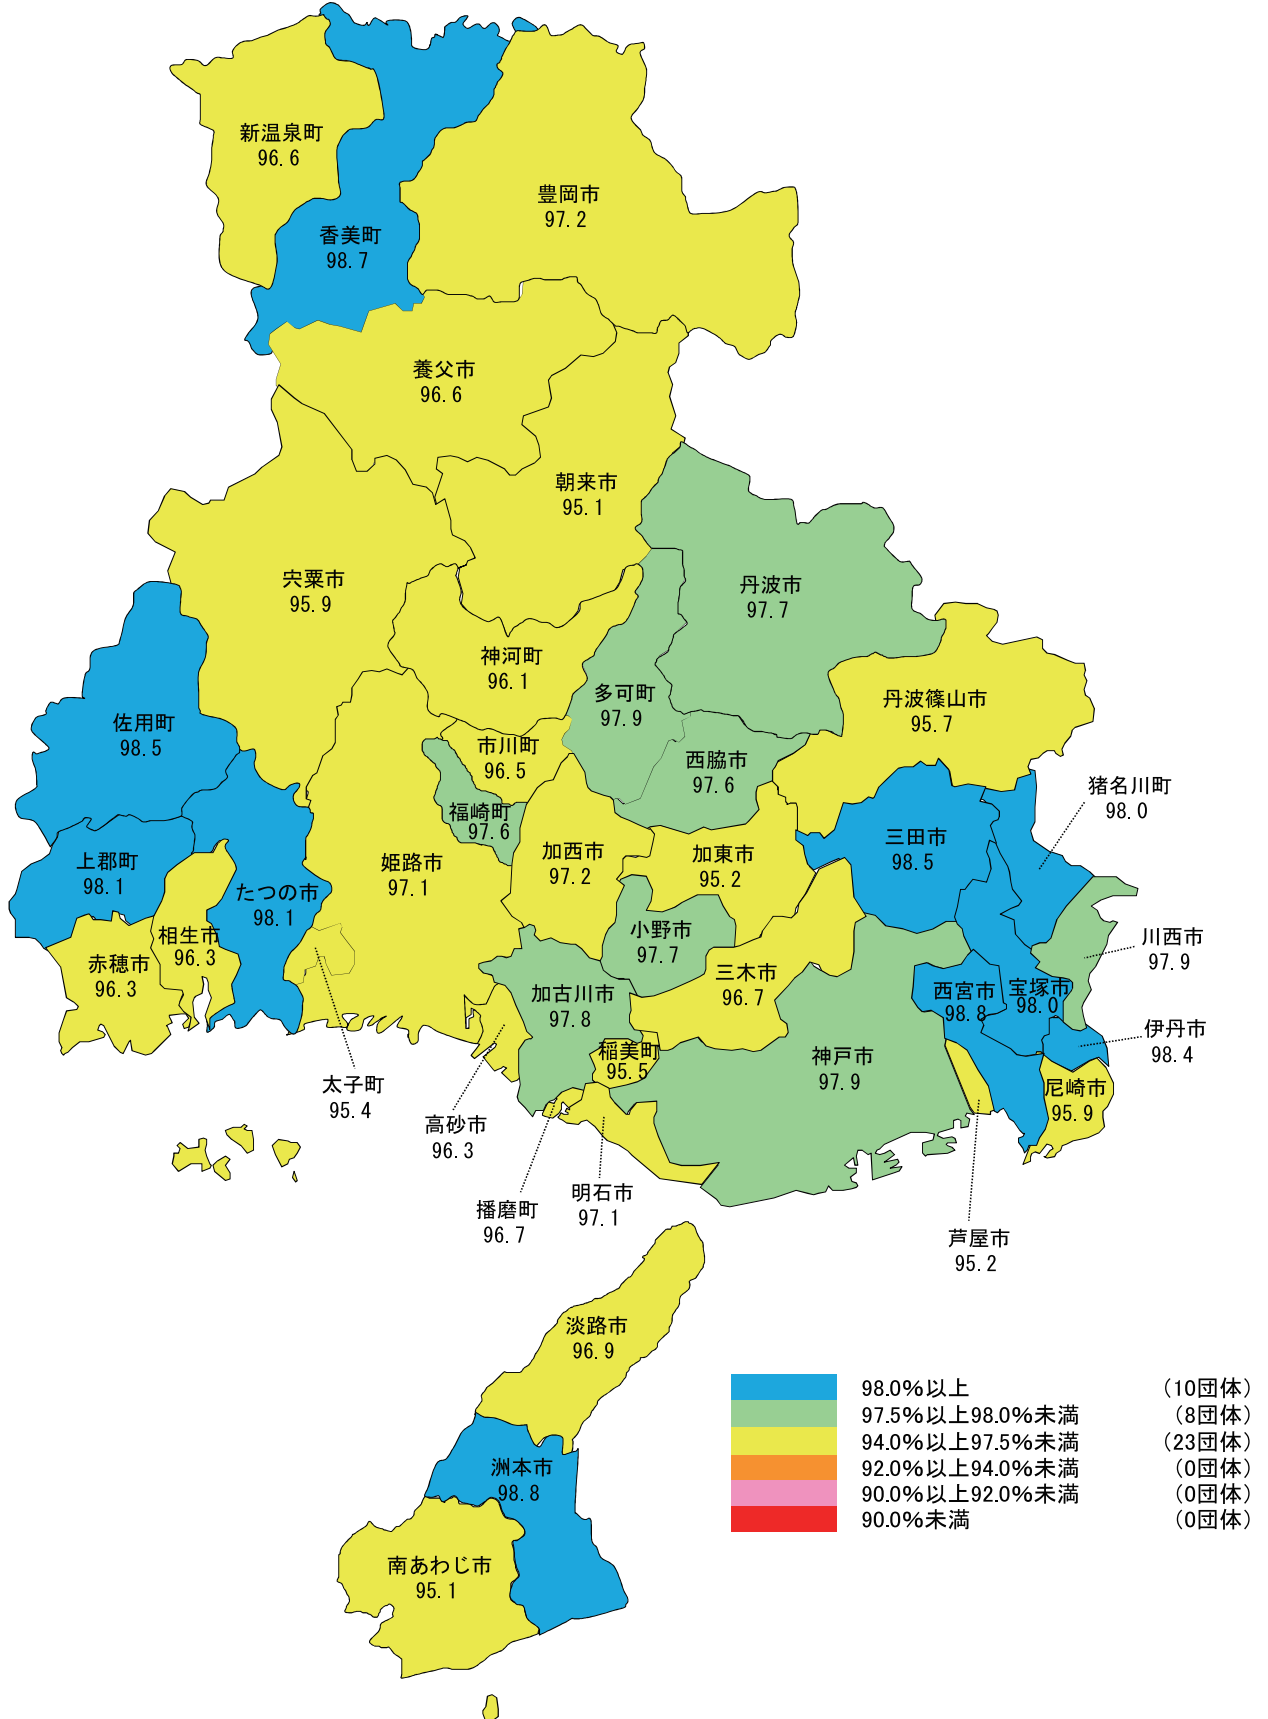 新温泉町
96.6
香美町
98.7
豊岡市
97.2
養父市
96.6
朝来市
95.1
宍粟市
95.9
丹波市
97.7
神河町
96.1
多可町
97.9
丹波篠山市
95.7
佐用町
98.5
市川町
96.5
西脇市
97.6
猪名川町
98.0
福崎町
97.6
三田市
98.5
上郡町
98.1
姫路市
97.1
加西市
97.2
加東市
95.2
たつの市
98.1
相生市
96.3
小野市
97.7
川西市
97.9
赤穂市
96.3
三木市
96.7
加古川市
97.8
西宮市
98.8
宝塚市
98.0
伊丹市
98.4
稲美町
95.5
神戸市
97.9
太子町
95.4
尼崎市
95.9
高砂市
96.3
播磨町
96.7
明石市
97.1
芦屋市
95.2
淡路市
96.9
洲本市
98.8
南あわじ市
95.1
98.0%以上 (10団体)
97.5%以上98.0%未満 (8団体)
94.0%以上97.5%未満 (23団体)
92.0%以上94.0%未満 (0団体)
90.0%以上92.0%未満 (0団体)
90.0%未満 (0団体)